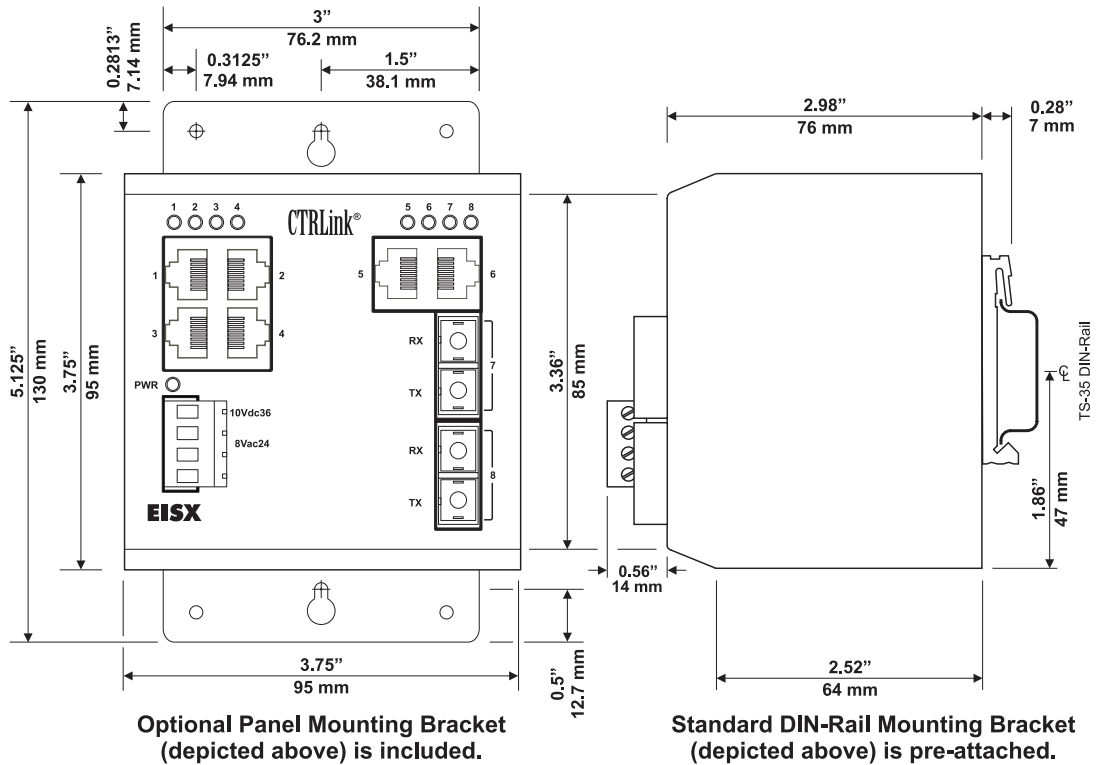 3”
76.2 mm
0.2813”
7.14 mm
0.3125”
7.94 mm
1.5”
38.1 mm
5.125”
130 mm
3.75”
95 mm
1 2 3 4
CTRLink®
5 6 7 8
1
2
3
4
5
6
RX
TX
7
RX
TX
8
PWR
10Vdc36
8Vac24
EISX
3.75”
95 mm
0.5”
12.7 mm
Optional Panel Mounting Bracket
(depicted above) is included.
2.98”
76 mm
0.28”
7 mm
3.36”
85 mm
℄
TS-35 DIN-Rail
1.86”
47 mm
0.56”
14 mm
2.52”
64 mm
Standard DIN-Rail Mounting Bracket
(depicted above) is pre-attached.